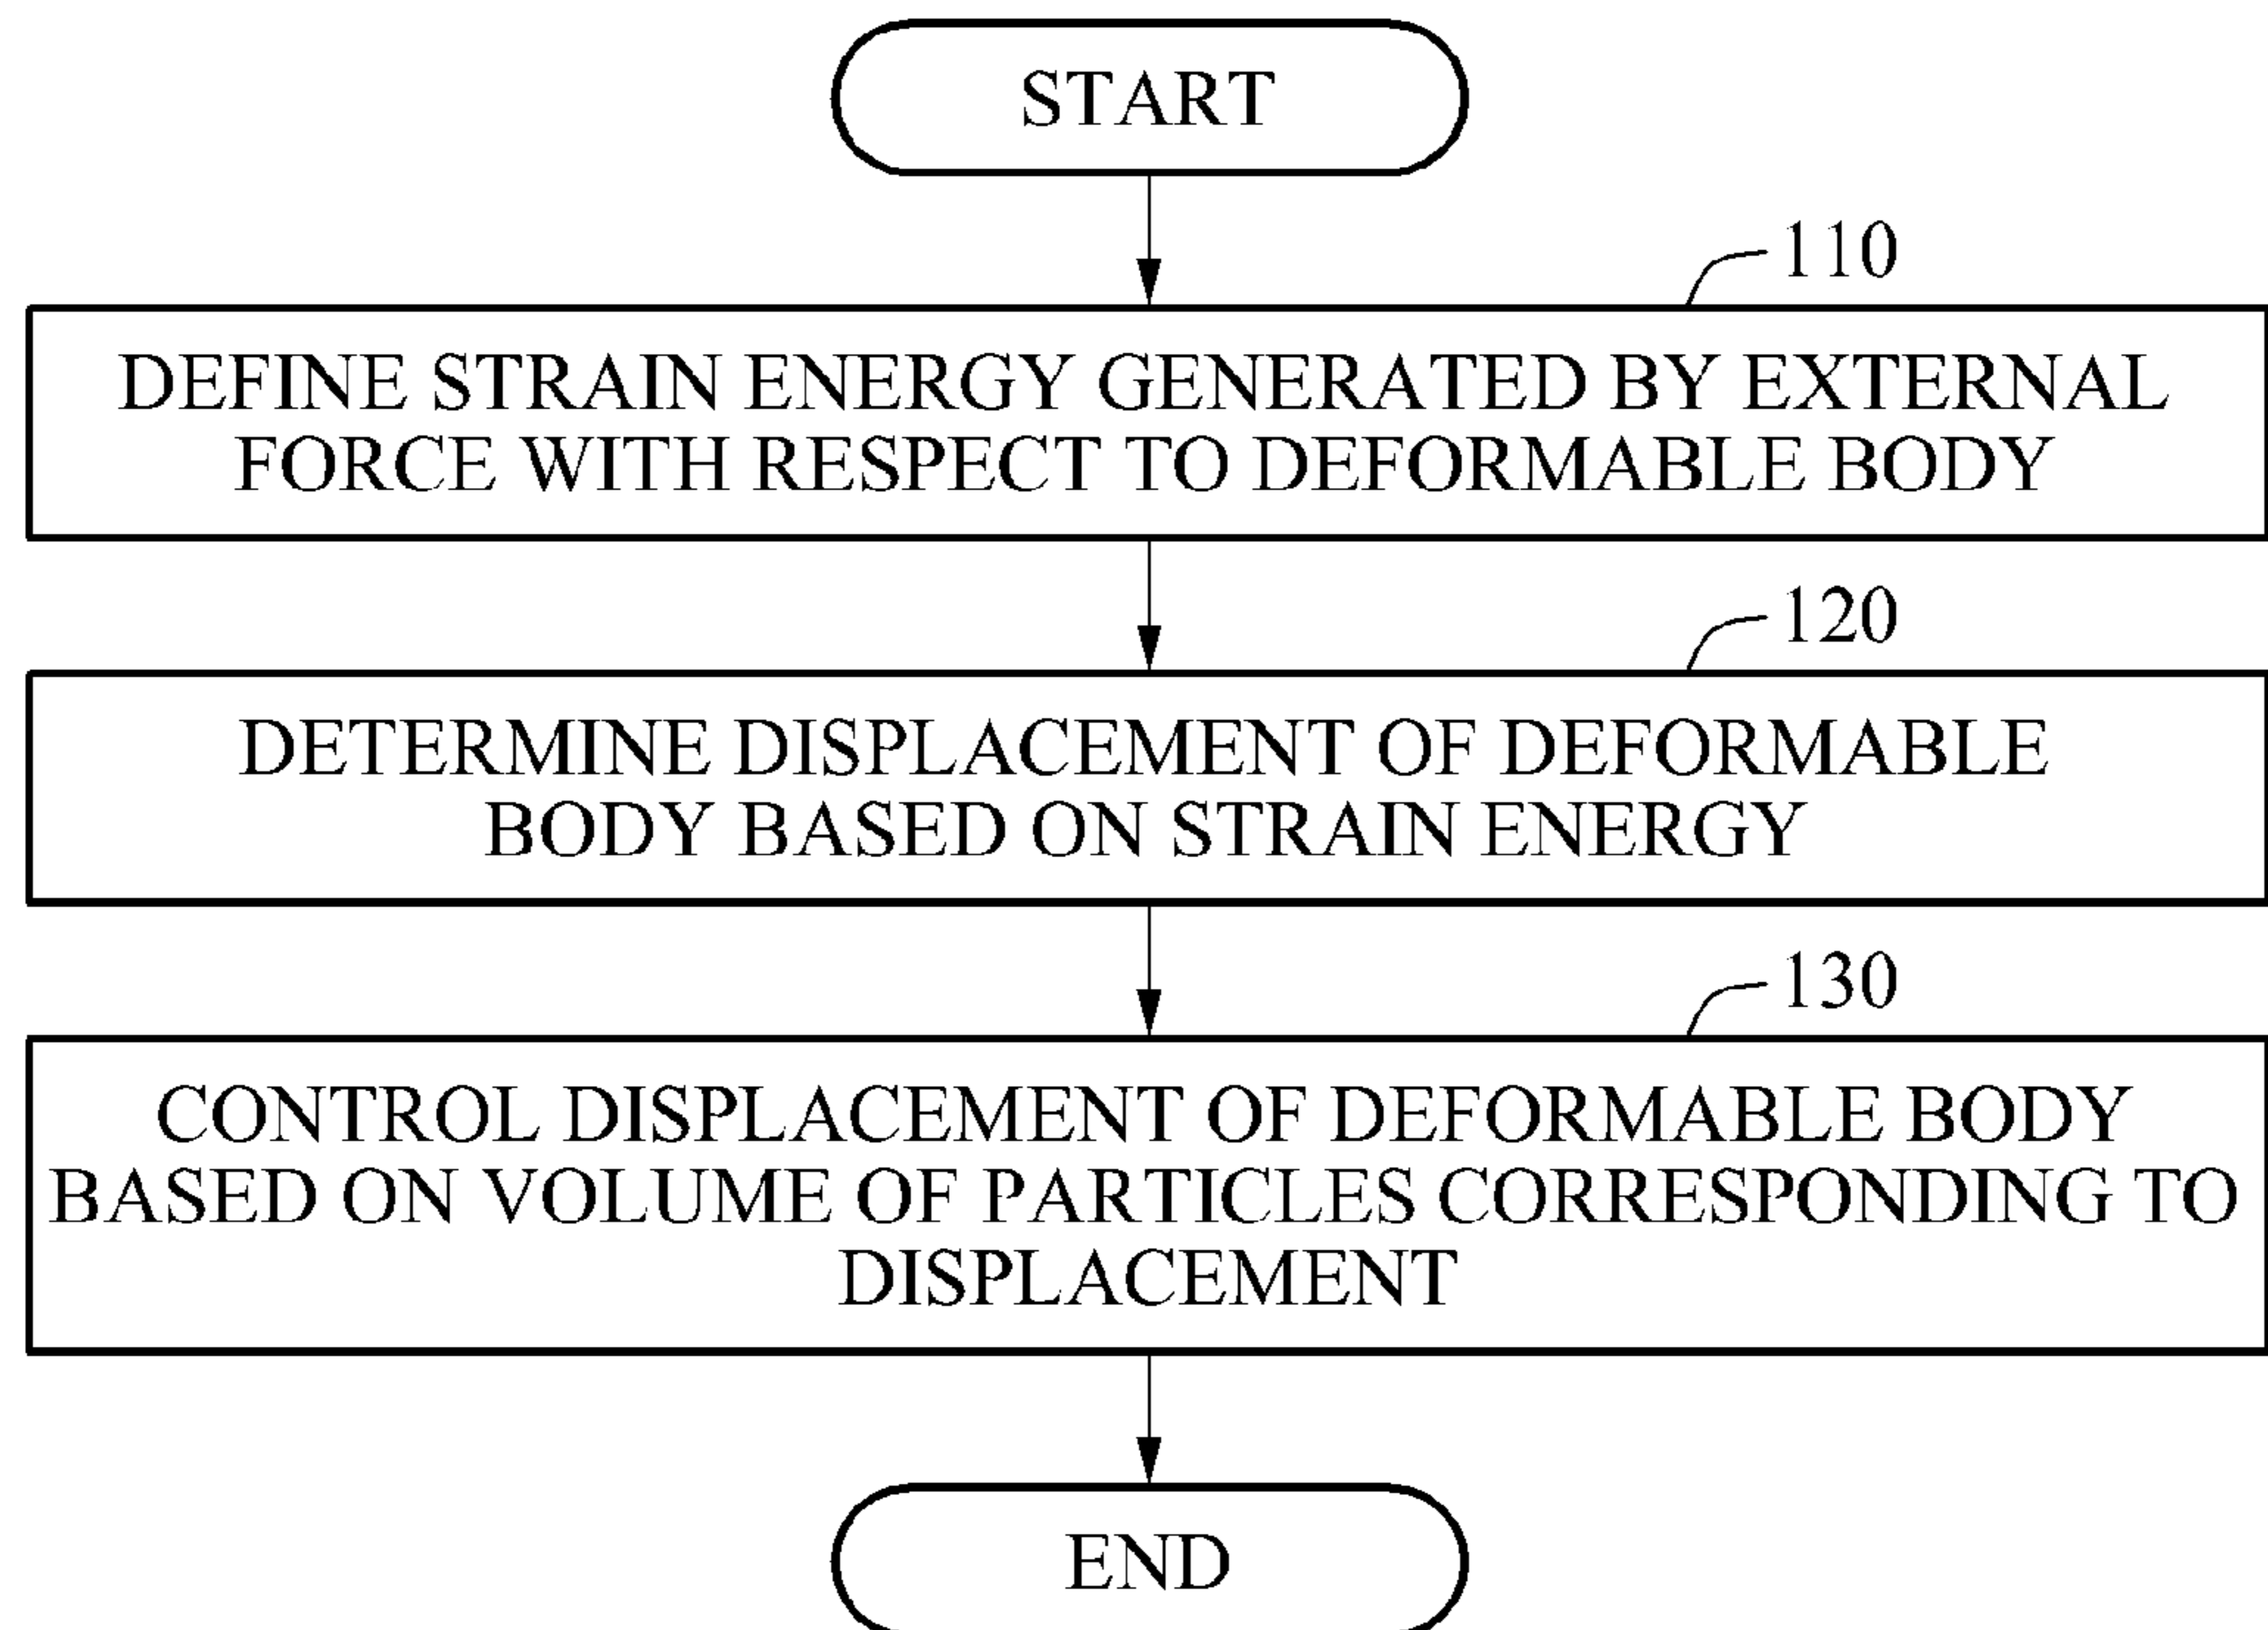 START
110
DEFINE STRAIN ENERGY GENERATED BY EXTERNAL
FORCE WITH RESPECT TO DEFORMABLE BODY
120
DETERMINE DISPLACEMENT OF DEFORMABLE
BODY BASED ON STRAIN ENERGY
130
CONTROL DISPLACEMENT OF DEFORMABLE BODY
BASED ON VOLUME OF PARTICLES CORRESPONDING TO
DISPLACEMENT
END